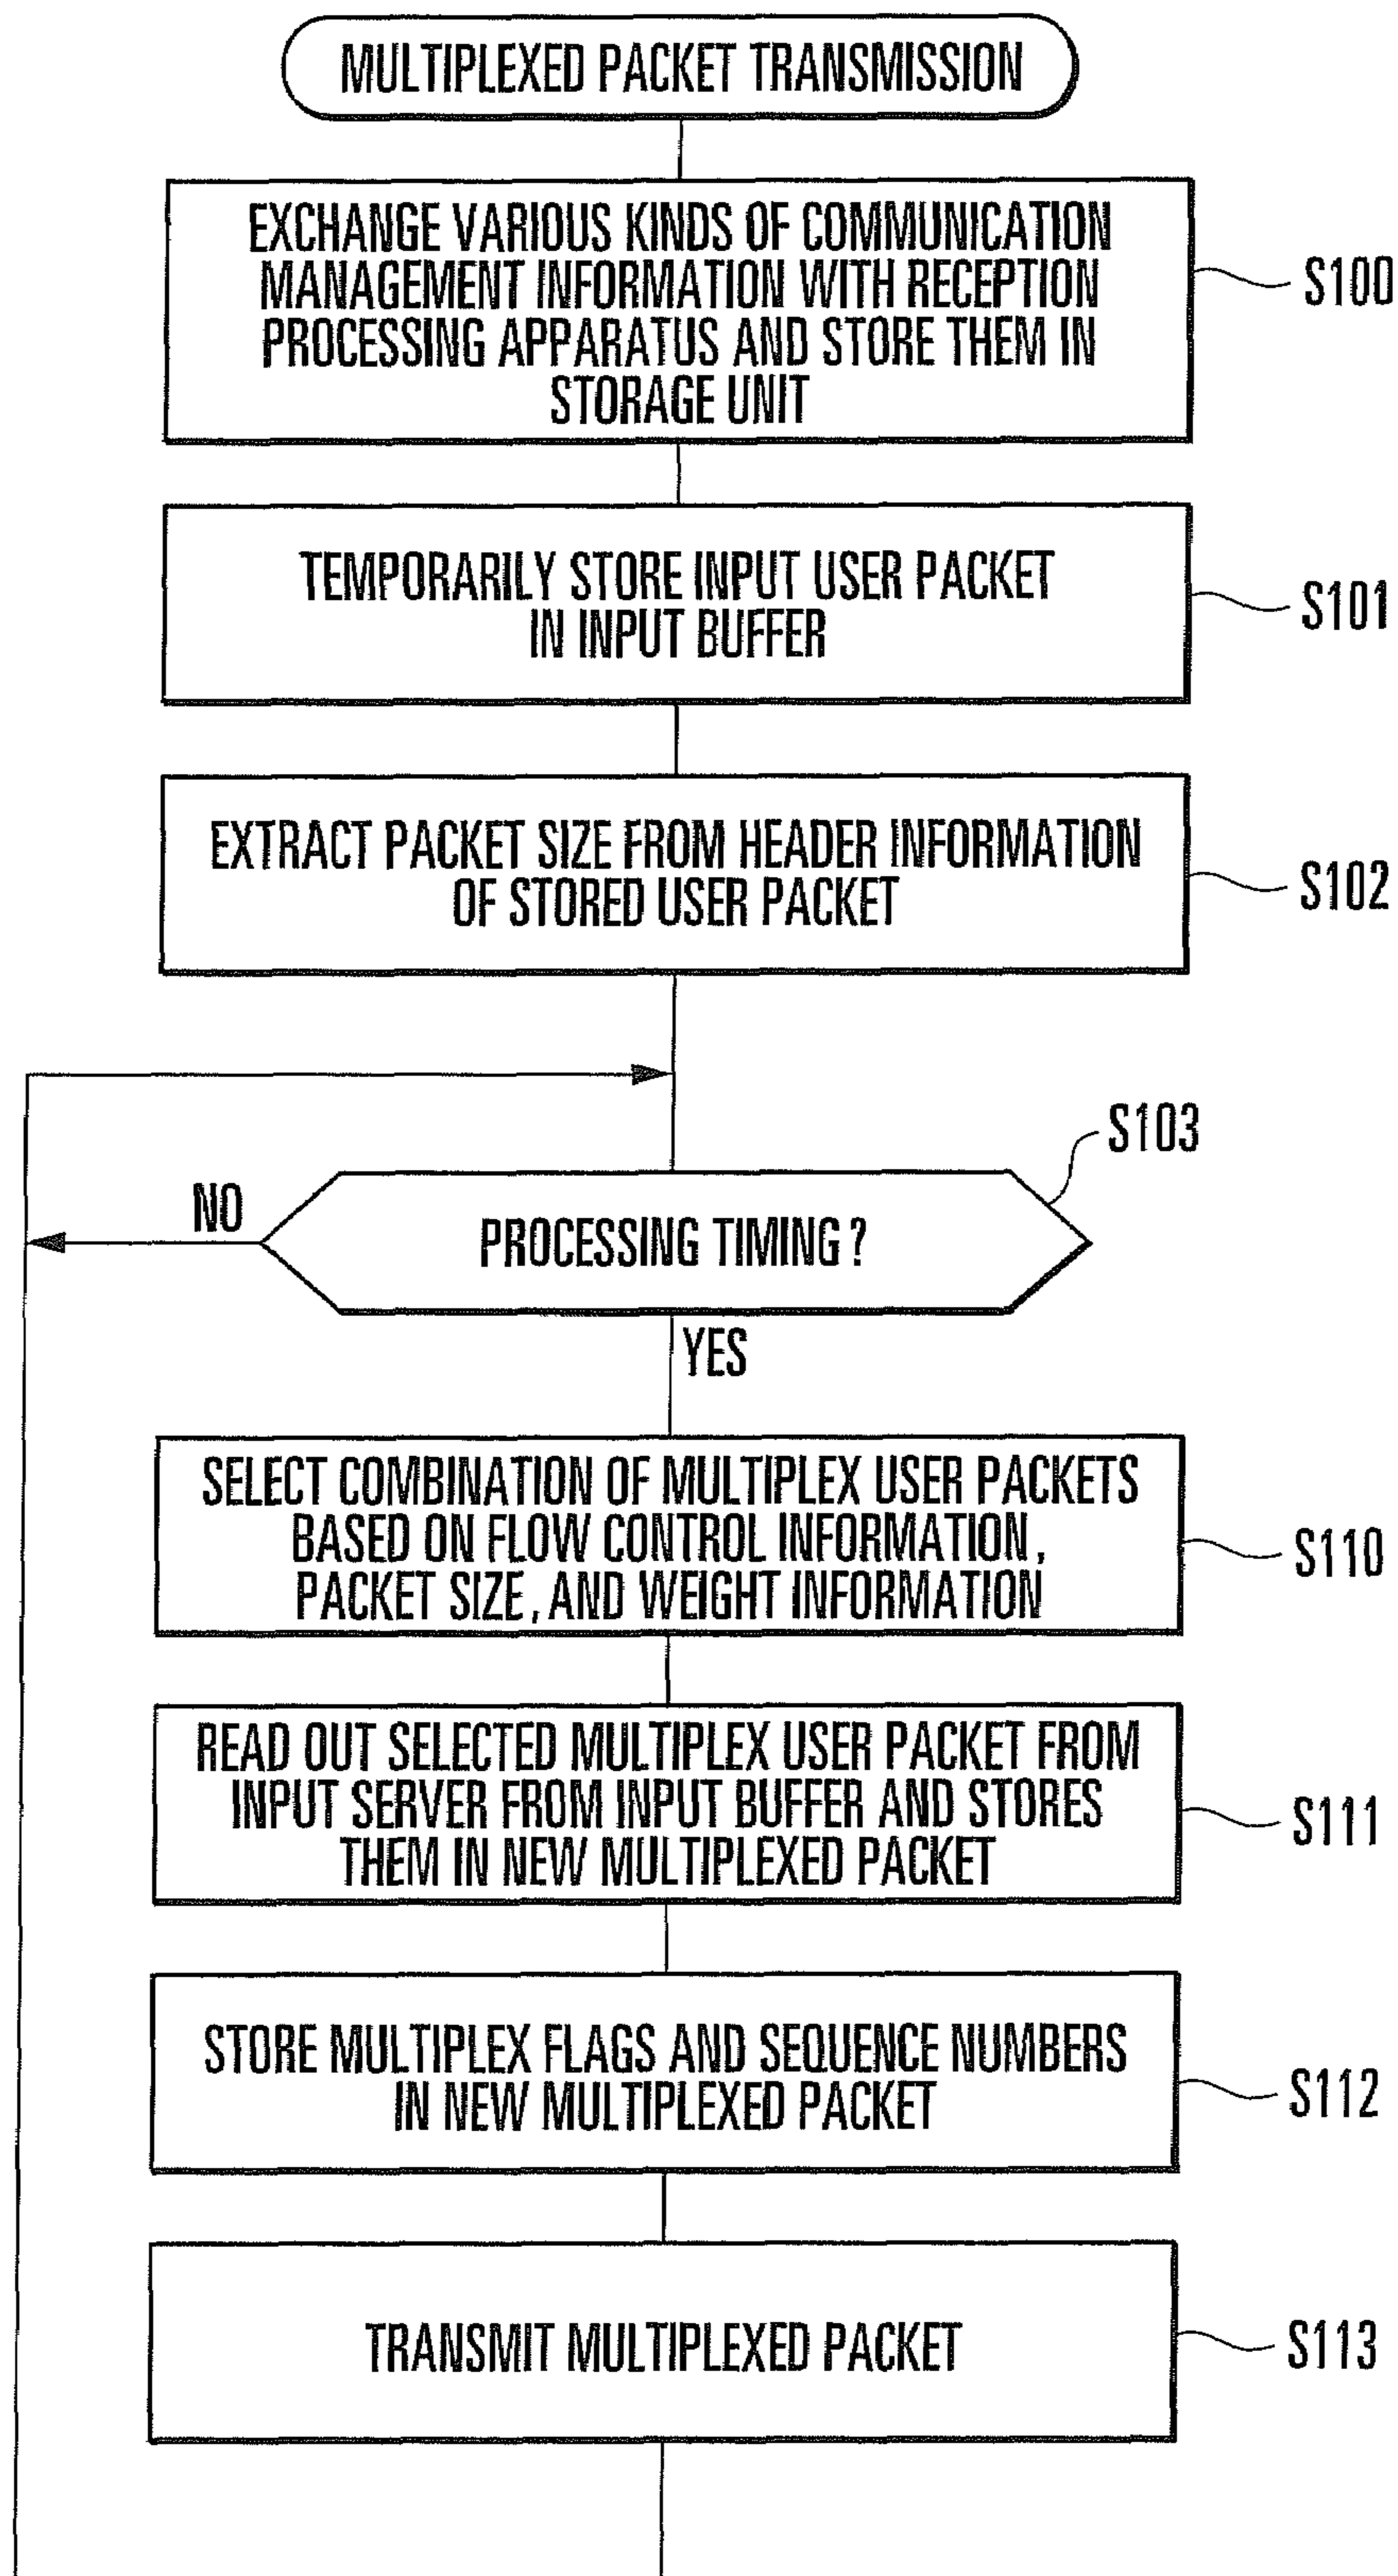 MULTIPLEXED PACKET TRANSMISSION
EXCHANGE VARIOUS KINDS OF COMMUNICATION
MANAGEMENT INFORMATION WITH RECEPTION
PROCESSING APPARATUS AND STORE THEM IN
STORAGE UNIT
S100
TEMPORARILY STORE INPUT USER PACKET
IN INPUT BUFFER
S101
EXTRACT PACKET SIZE FROM HEADER INFORMATION
OF STORED USER PACKET
S102
S103
NO
PROCESSING TIMING ?
YES
SELECT COMBINATION OF MULTIPLEX USER PACKETS
BASED ON FLOW CONTROL INFORMATION,
PACKET SIZE, AND WEIGHT INFORMATION
S110
READ OUT SELECTED MULTIPLEX USER PACKET FROM
INPUT SERVER FROM INPUT BUFFER AND STORES
THEM IN NEW MULTIPLEXED PACKET
S111
STORE MULTIPLEX FLAGS AND SEQUENCE NUMBERS
IN NEW MULTIPLEXED PACKET
S112
TRANSMIT MULTIPLEXED PACKET
S113